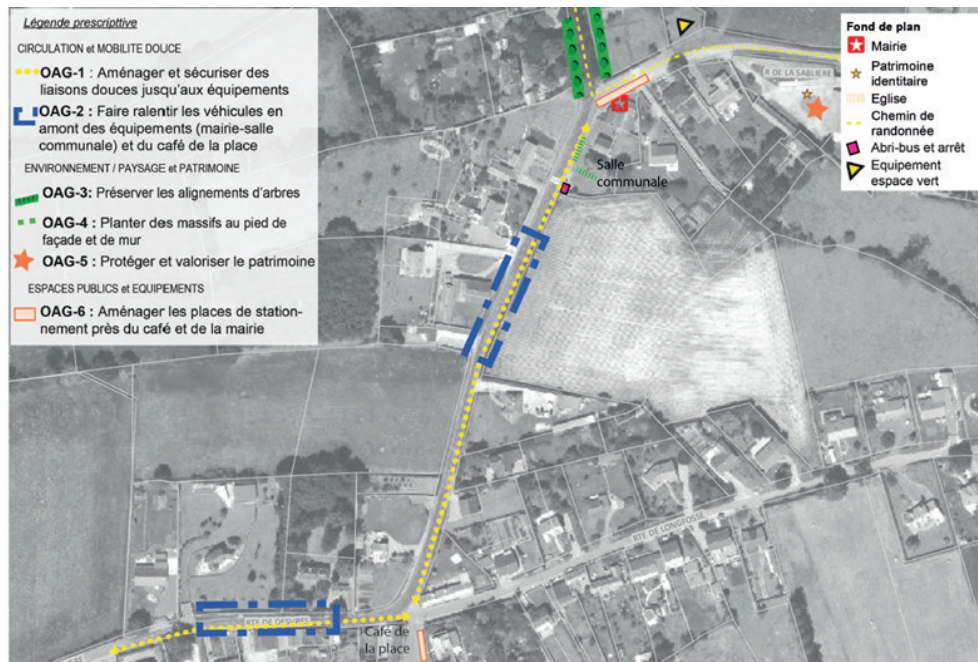 Légende prescripttive
CIRCULATION et MOBILITE DOUCE
OAG-1 : Aménager et sécuriser des
liaisons douces jusqu'aux équipements
OAG-2 : Faire ralentir les véhicules en
amont des équipements (mairie-salle
communale) et du café de la place
ENVIRONNEMENT / PAYSAGE et PATRIMOINE
OAG-3: Préserver les alignements d'arbres
OAG-4 : Planter des massifs au pied de
façade et de mur
OAG-5 : Protéger et valoriser le patrimoine
ESPACES PUBLICS et EQUIPEMENTS
OAG-6 : Aménager les places de station-
nement près du café et de la mairie
Fond de plan
Mairie
Patrimoine
identitaire
Eglise
Chemin de
randonnée
Abri-bus et arrêt
Equipement
espace vert
R DE LA SABLIERE
Salle
communale
RTE DE LONGFOSSE
RTE DE DESVRES
Café de
la place